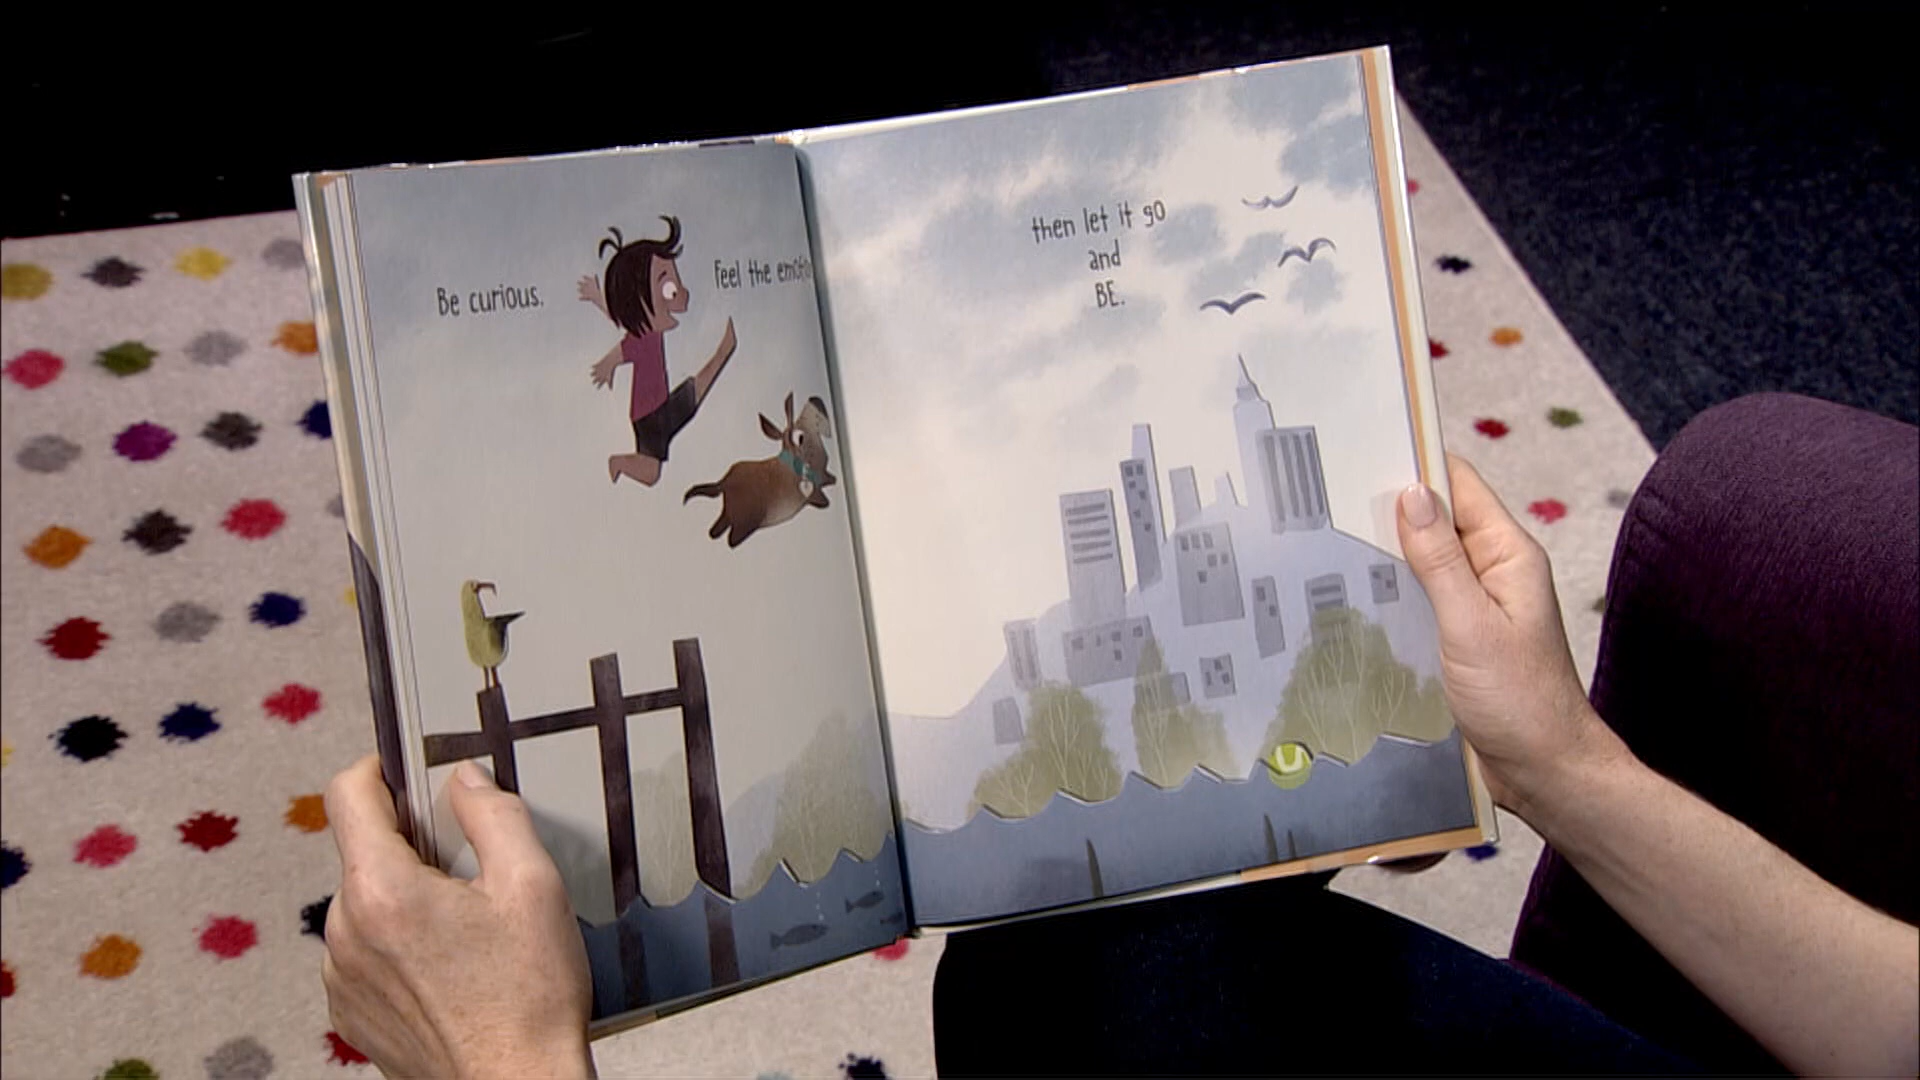 Be curious.
Feel the
then let it go
and
BE.